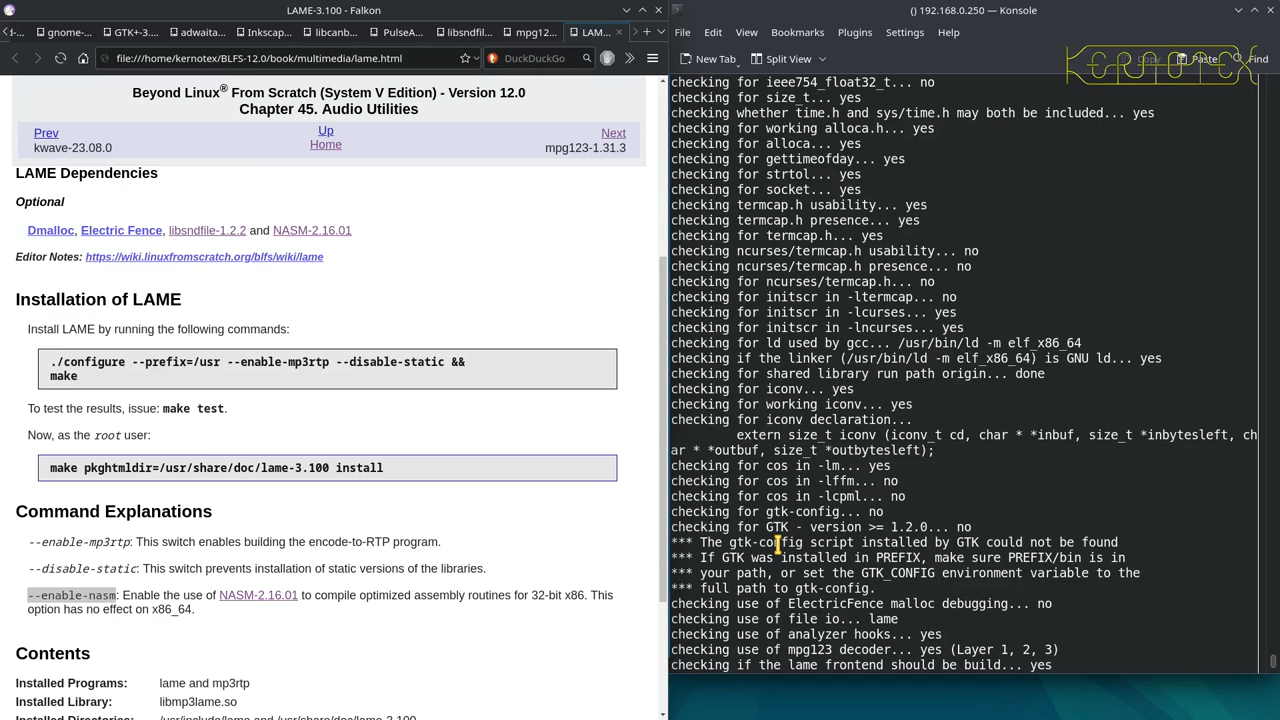 LAME-3.100 - Falkon
d-...
gnome-...
GTK+-3....
adwaita...
Inkscap...
libcanb...
PulseA...
libsndfil...
mpg12...
LAM...
file:///home/kernotex/BLFS-12.0/book/multimedia/lame.html
DuckDuckGo
Beyond Linux® From Scratch (System V Edition) - Version 12.0
Chapter 45. Audio Utilities
Prev
Up
Next
kwave-23.08.0
Home
mpg123-1.31.3
LAME Dependencies
Optional
Dmalloc, Electric Fence, libsndfile-1.2.2 and NASM-2.16.01
Editor Notes: https://wiki.linuxfromscratch.org/blfs/wiki/lame
Installation of LAME
Install LAME by running the following commands:
./configure --prefix=/usr --enable-mp3rtp --disable-static &&
make
To test the results, issue: make test.
Now, as the root user:
make pkghtmldir=/usr/share/doc/lame-3.100 install
Command Explanations
--enable-mp3rtp: This switch enables building the encode-to-RTP program.
--disable-static: This switch prevents installation of static versions of the libraries.
--enable-nasm: Enable the use of NASM-2.16.01 to compile optimized assembly routines for 32-bit x86. This
option has no effect on x86_64.
Contents
Installed Programs: lame and mp3rtp
Installed Library: libmp3lame.so
Installed Directories: /usr/include/lame and /usr/share/doc/lame-3.100
() 192.168.0.250 — Konsole
File Edit View Bookmarks Plugins Settings Help
New Tab
Split View
Copy
Paste
Find
Kernotex
checking for ieee754_float32_t... no
checking for size_t... yes
checking whether time.h and sys/time.h may both be included... yes
checking for working alloca.h... yes
checking for alloca... yes
checking for gettimeofday... yes
checking for strtol... yes
checking for socket... yes
checking termcap.h usability... yes
checking termcap.h presence... yes
checking for termcap.h... yes
checking ncurses/termcap.h usability... no
checking ncurses/termcap.h presence... no
checking for ncurses/termcap.h... no
checking for initscr in -ltermcap... no
checking for initscr in -lcurses... yes
checking for initscr in -lncurses... yes
checking for ld used by gcc... /usr/bin/ld -m elf_x86_64
checking if the linker (/usr/bin/ld -m elf_x86_64) is GNU ld... yes
checking for shared library run path origin... done
checking for iconv... yes
checking for working iconv... yes
checking for iconv declaration...
extern size_t iconv (iconv_t cd, char * *inbuf, size_t *inbytesleft, ch
ar * *outbuf, size_t *outbytesleft);
checking for cos in -lm... yes
checking for cos in -lffm... no
checking for cos in -lcpml... no
checking for gtk-config... no
checking for GTK - version >= 1.2.0... no
*** The gtk-config script installed by GTK could not be found
*** If GTK was installed in PREFIX, make sure PREFIX/bin is in
*** your path, or set the GTK_CONFIG environment variable to the
*** full path to gtk-config.
checking use of ElectricFence malloc debugging... no
checking use of file io... lame
checking use of analyzer hooks... yes
checking use of mpg123 decoder... yes (Layer 1, 2, 3)
checking if the lame frontend should be build... yes